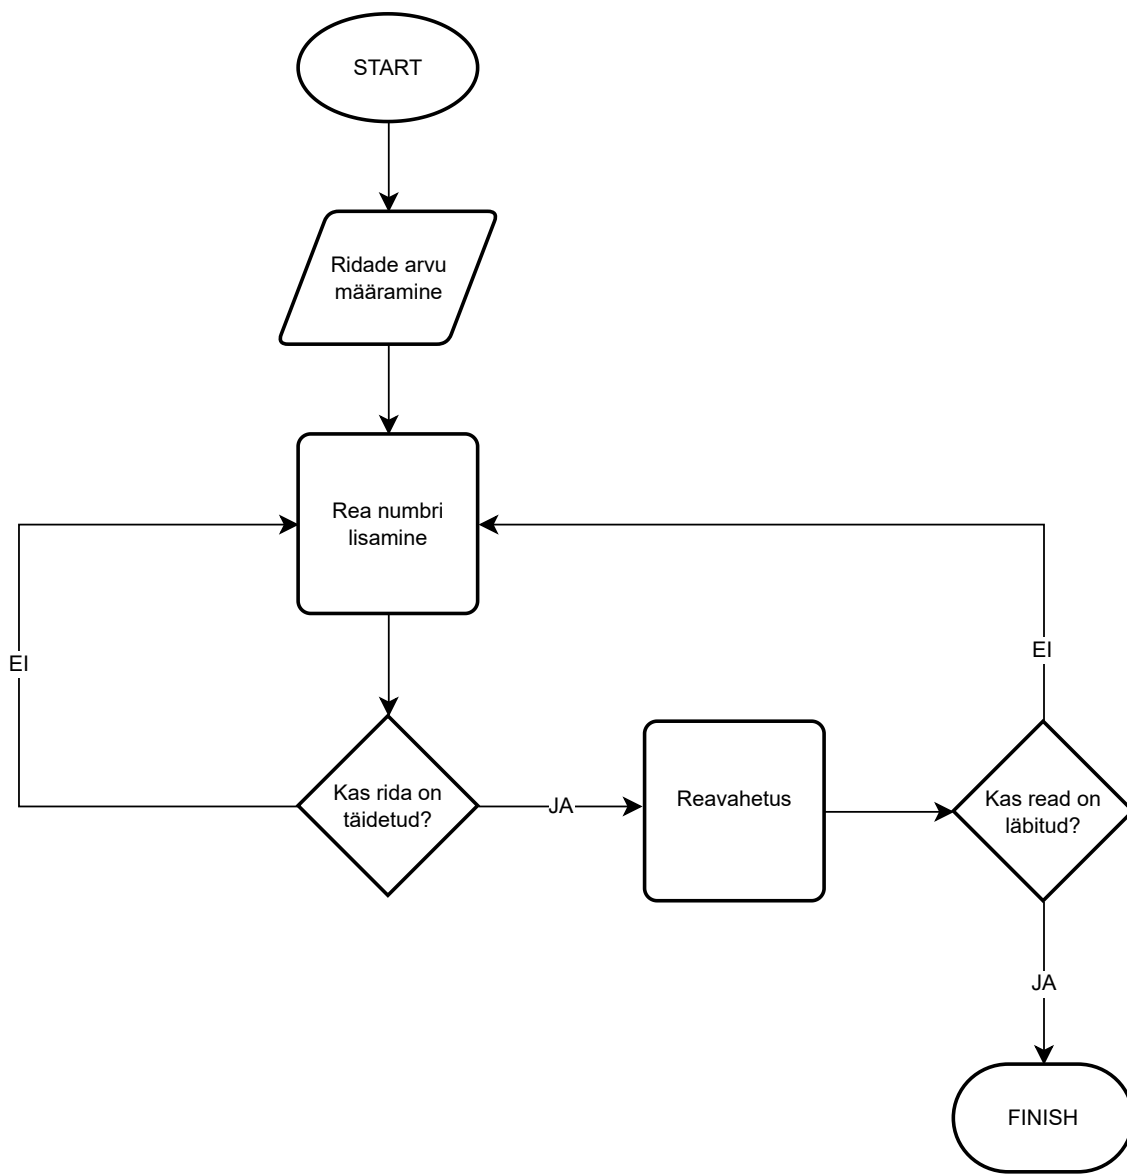 START
Ridade arvu
määramine
Rea numbri
lisamine
EI
EI
Kas rida on
täidetud?
JA
Reavahetus
Kas read on
läbitud?
JA
FINISH